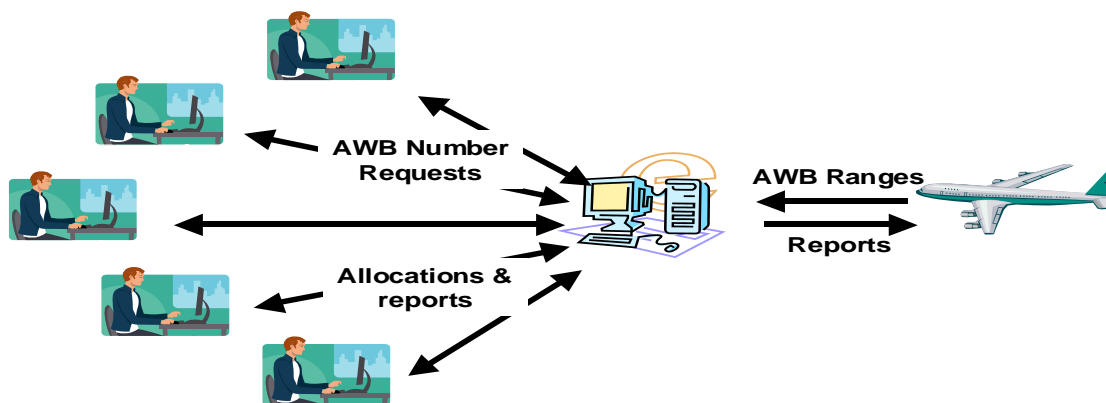 AWB Number
Requests
AWB Ranges
Reports
Allocations &
reports